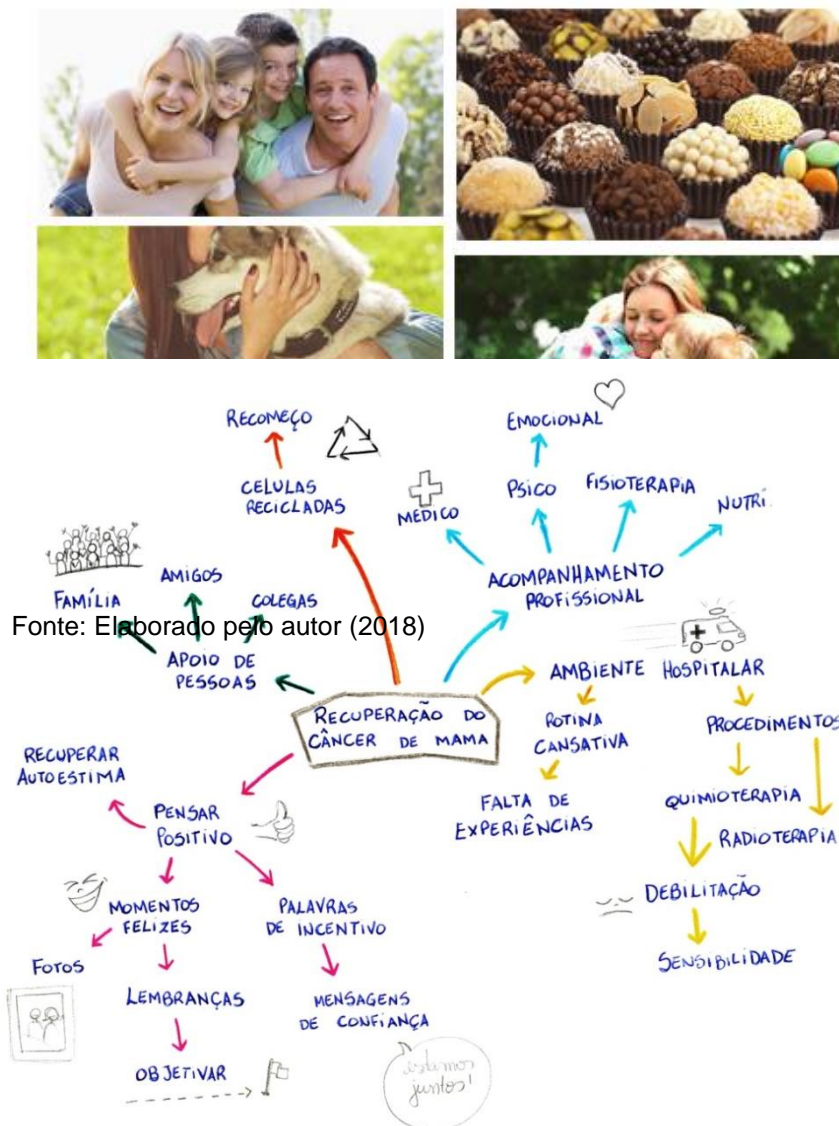 RECOMEÇO
CELULAS
RECICLADAS
EMOCIONAL
PSICO
FISIOTERAPIA
MÉDICO
NUTRI.
ACOMPANHAMENTO
PROFISSIONAL
FAMÍLIA
AMIGOS
COLEGAS
Fonte: Elaborado pelo autor (2018)
APOIO DE
PESSOAS
RECUPERAÇÃO DO
CÂNCER DE MAMA
AMBIENTE HOSPITALAR
ROTINA
CANSATIVA
FALTA DE
EXPERIÊNCIAS
PROCEDIMENTOS
QUIMIOTERAPIA
RADIOTERAPIA
DEBILITAÇÃO
SENSIBILIDADE
RECUPERAR
AUTOESTIMA
PENSAR
POSITIVO
MOMENTOS
FELIZES
FOTOS
LEMBRANÇAS
OBJETIVAR
PALAVRAS
DE INCENTIVO
MENSAGENS
DE CONFIANÇA
estamos
juntos!